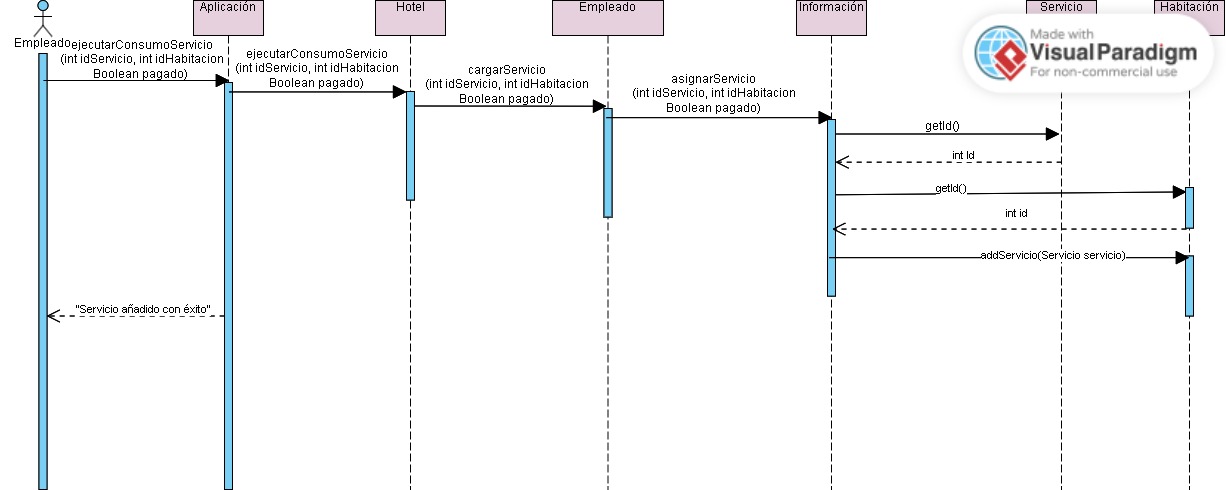 Aplicación
Hotel
Empleado
Información
Servicio
Habitación
Made with
VisualParadigm
For non-commercial use
Empleado
ejecutarConsumoServicio
(int idServicio, int idHabitacion
Boolean pagado)
ejecutarConsumoServicio
(int idServicio, int idHabitacion
Boolean pagado)
cargarServicio
(int idServicio, int idHabitacion
Boolean pagado)
asignarServicio
(int idServicio, int idHabitacion
Boolean pagado)
getId()
int Id
getId()
int id
addServicio(Servicio servicio)
"Servicio añadido con éxito"